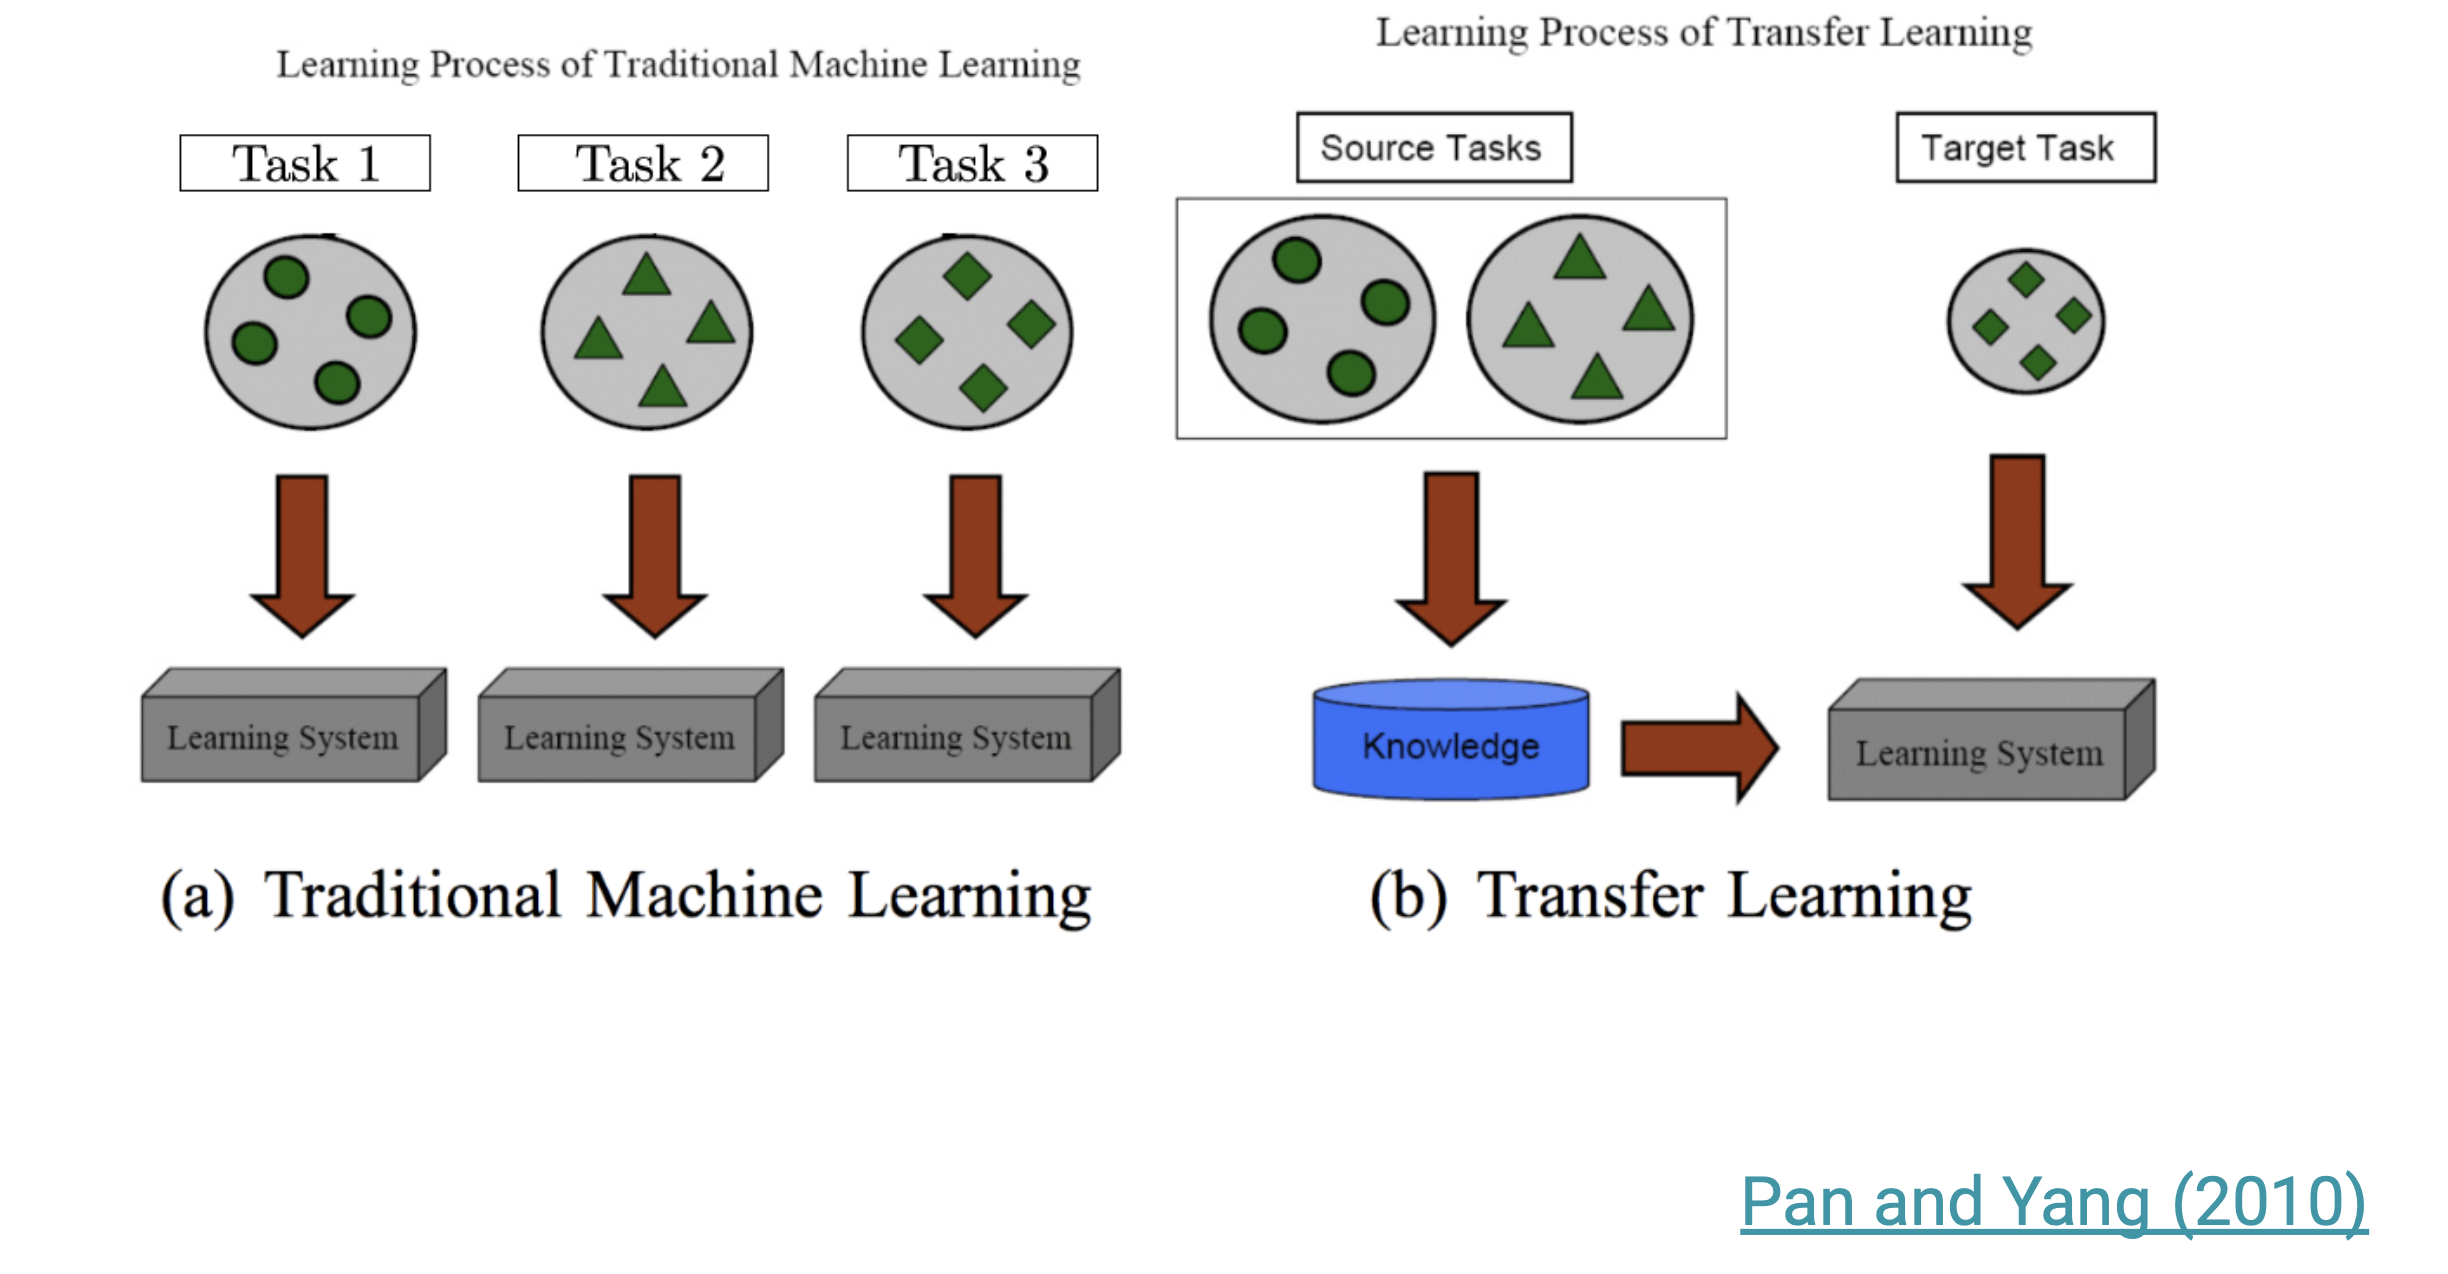 Learning Process of Traditional Machine Learning
Task 1
Task 2
Task 3
Learning System
Learning System
Learning System
(a) Traditional Machine Learning
Learning Process of Transfer Learning
Source Tasks
Target Task
Knowledge
Learning System
(b) Transfer Learning
Pan and Yang (2010)